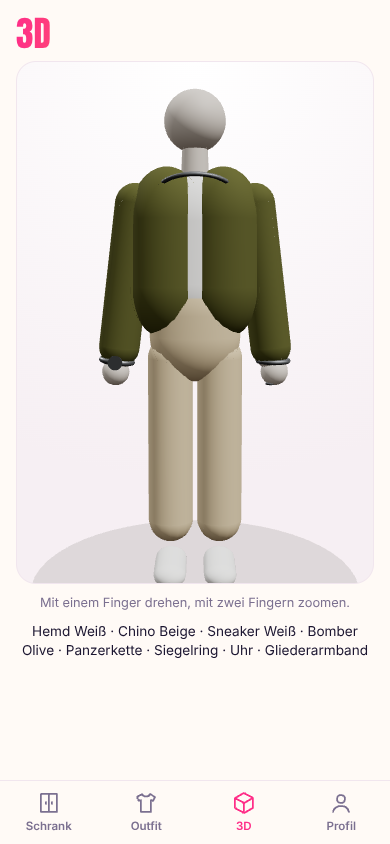 3D
Mit einem Finger drehen, mit zwei Fingern zoomen.
Hemd Weiß · Chino Beige · Sneaker Weiß · Bomber
Olive · Panzerkette · Siegelring · Uhr · Gliederarmband
Schrank
Outfit
3D
Profil